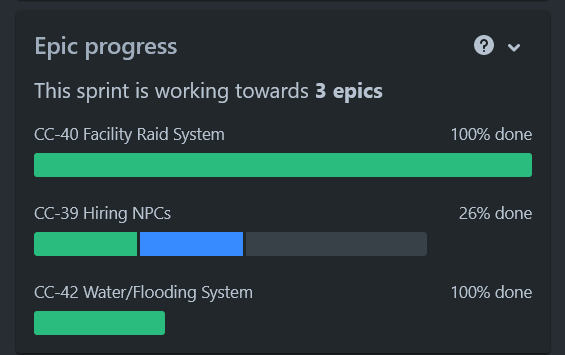 Epic progress
This sprint is working towards 3 epics
CC-40 Facility Raid System 100% done
CC-39 Hiring NPCs 26% done
CC-42 Water/Flooding System 100% done